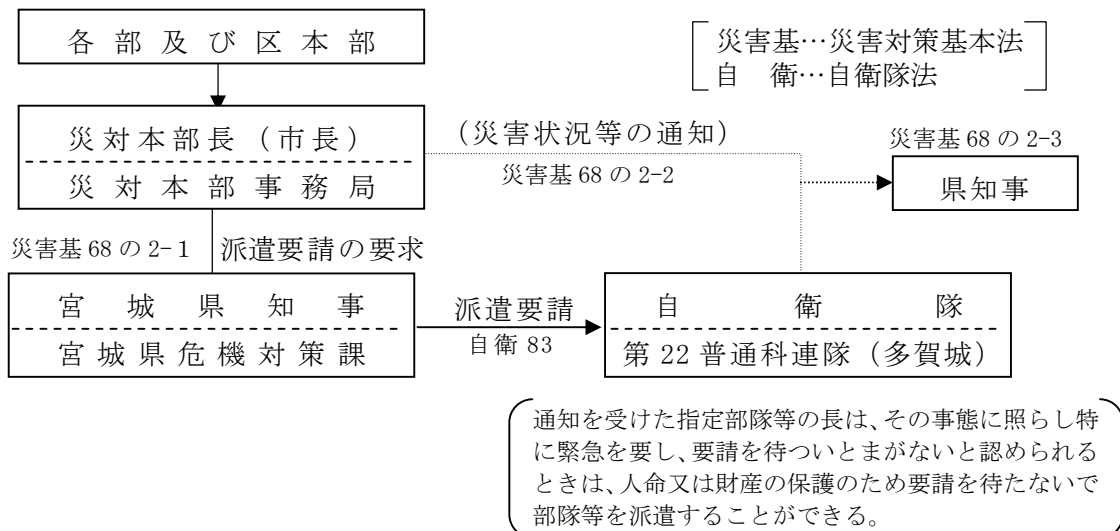 各部及び区本部
災害基…災害対策基本法
自　衛…自衛隊法
災対本部長（市長）
災対本部事務局
（災害状況等の通知）
災害基 68 の 2-2
災害基 68 の 2-3
県知事
災害基 68 の 2-１
派遣要請の要求
宮城県知事
宮城県危機対策課
派遣要請
自衛 83
自衛隊
第 22 普通科連隊（多賀城）
通知を受けた指定部隊等の長は、その事態に照らし特
に緊急を要し、要請を待ついとまがないと認められる
ときは、人命又は財産の保護のため要請を待たないで
部隊等を派遣することができる。